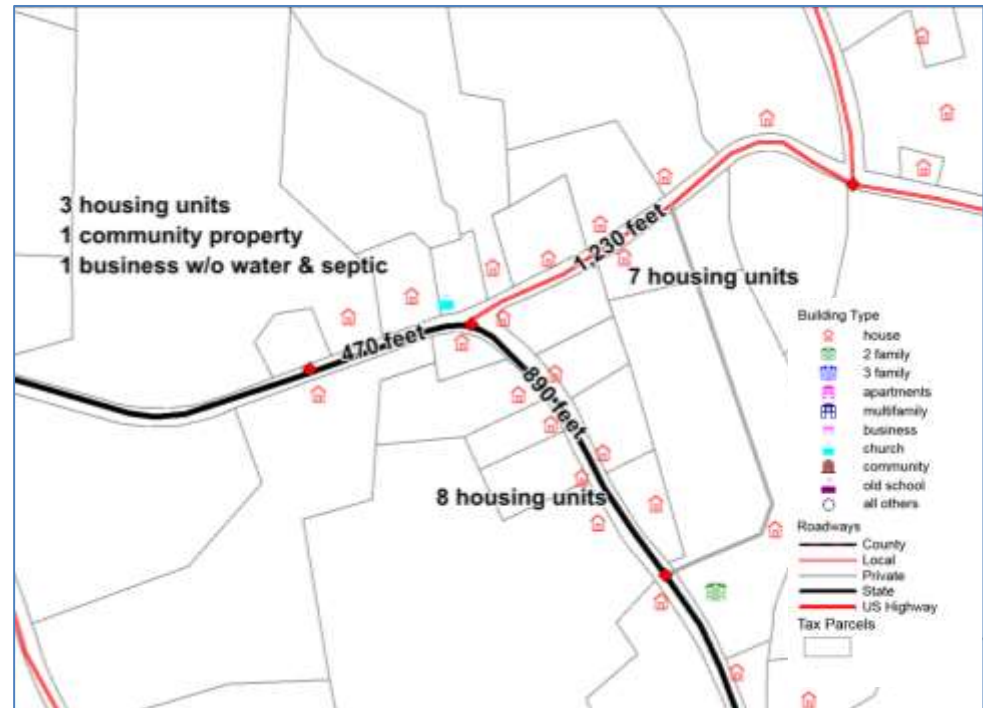 3 housing units
1 community property
1 business w/o water & septic
470 feet
1,230 feet
7 housing units
890 feet
8 housing units
Building Type
house
2 family
3 family
apartments
multifamily
business
church
community
old school
all others
Roadways
County
Local
Private
State
US Highway
Tax Parcels